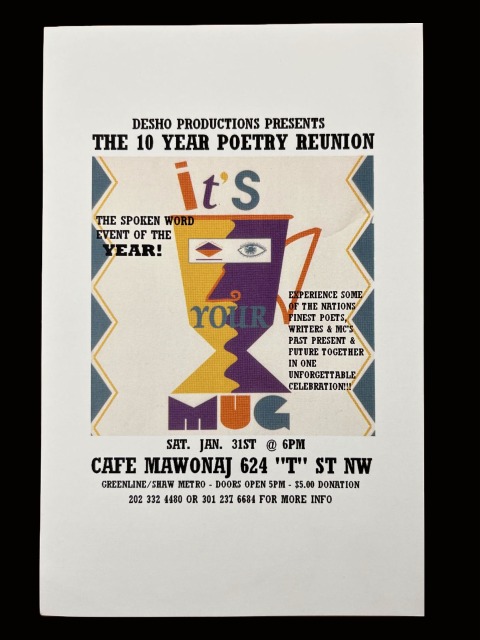 DESHO PRODUCTIONS PRESENTS
THE 10 YEAR POETRY REUNION
it's
THE SPOKEN WORD
EVENT OF THE
YEAR!
YOUR
EXPERIENCE SOME
OF THE NATIONS
FINEST POETS,
WRITERS & MC'S
PAST PRESENT &
FUTURE TOGETHER
IN ONE
UNFORGETTABLE
CELEBRATION!!!
MUG
SAT. JAN. 31ST @ 6PM
CAFE MAWONAJ 624 "T" ST NW
GREENLINE/SHAW METRO - DOORS OPEN 5PM - $5.00 DONATION
202 332 4480 OR 301 237 6684 FOR MORE INFO